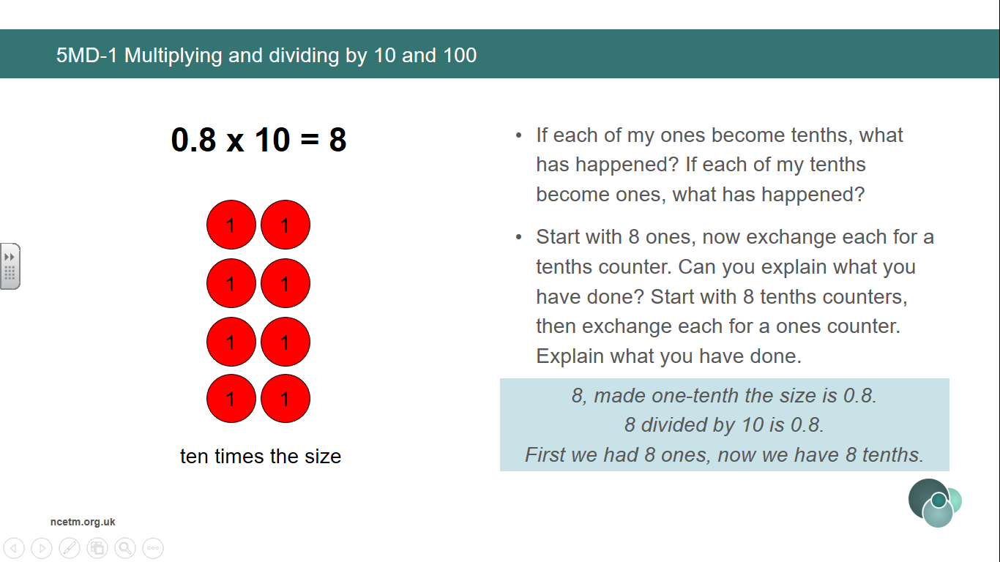 5MD-1 Multiplying and dividing by 10 and 100
0.8 x 10 = 8
1 1
1 1
1 1
1 1
ten times the size
• If each of my ones become tenths, what
has happened? If each of my tenths
become ones, what has happened?
• Start with 8 ones, now exchange each for a
tenths counter. Can you explain what you
have done? Start with 8 tenths counters,
then exchange each for a ones counter.
Explain what you have done.
8, made one-tenth the size is 0.8.
8 divided by 10 is 0.8.
First we had 8 ones, now we have 8 tenths.
ncetm.org.uk